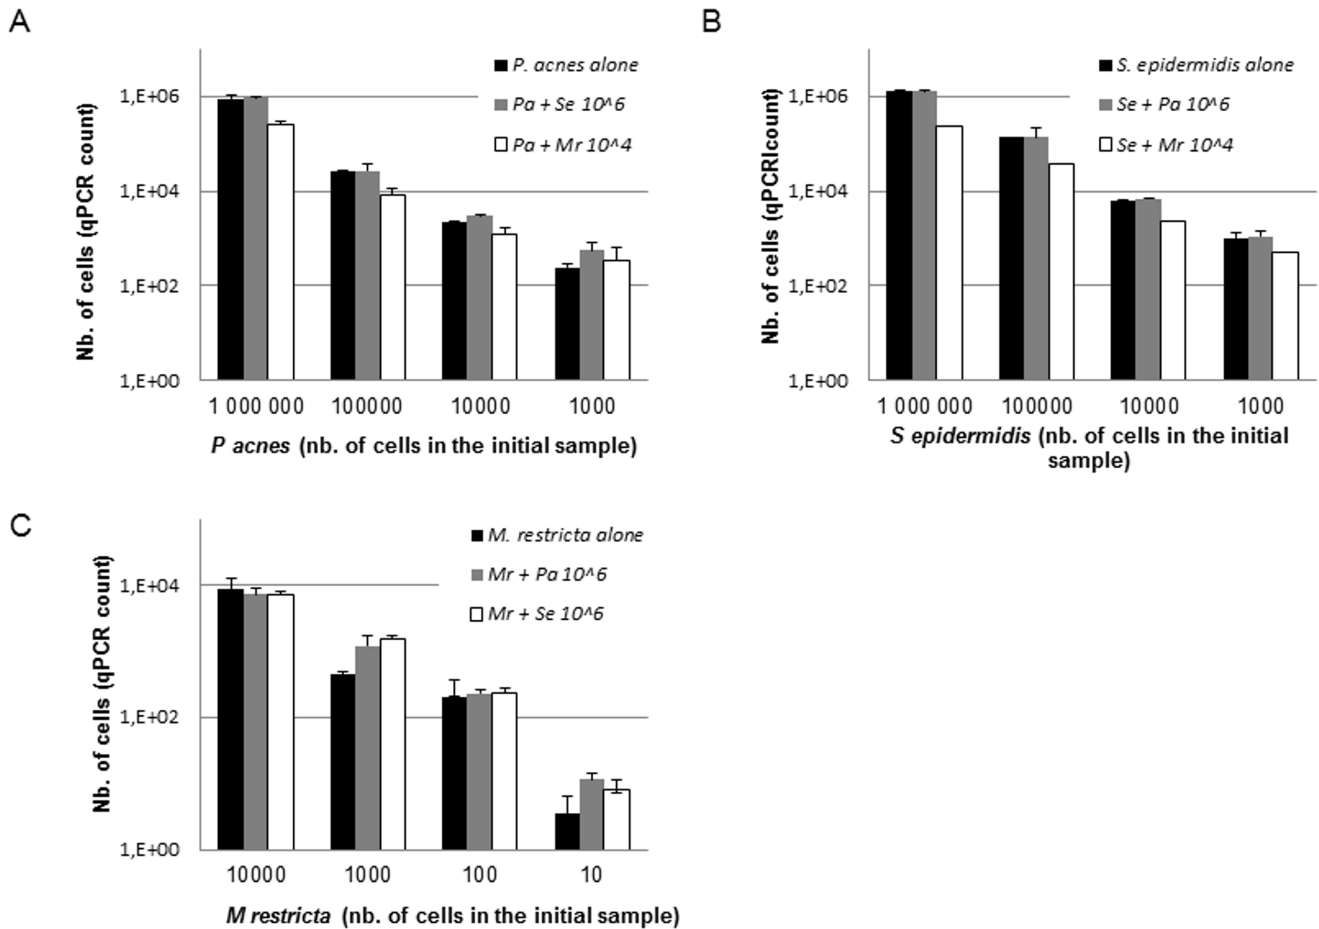 A
Nb. of cells (qPCR count)
1,E+06
1,E+04
1,E+02
1,E+00
P. acnes alone
Pa + Se 10^6
Pa + Mr 10^4
1 000 000 100000 10000 1000
P acnes (nb. of cells in the initial sample)
B
Nb. of cells (qPCRlcount)
1,E+06
1,E+04
1,E+02
1,E+00
S. epidermidis alone
Se + Pa 10^6
Se + Mr 10^4
1 000 000 100000 10000 1000
S epidermidis (nb. of cells in the initial
sample)
C
Nb. of cells (qPCR count)
1,E+04
1,E+02
1,E+00
M. restricta alone
Mr + Pa 10^6
Mr + Se 10^6
10000 1000 100 10
M restricta (nb. of cells in the initial sample)